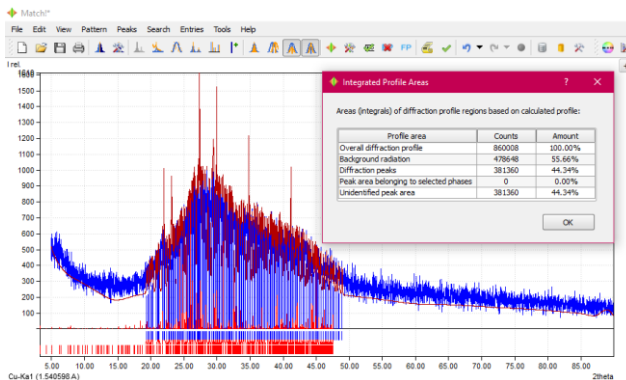 Match!*
File Edit View Pattern Peaks Search Entries Tools Help
FP
I rel.
1500
1400
1300
1200
1100
1000
900
800
700
600
500
400
300
200
100
Integrated Profile Areas ? ×
Areas (integrals) of diffraction profile regions based on calculated profile:
Profile area Counts Amount
Overall diffraction profile 860008 100.00%
Background radiation 478648 55.66%
Diffraction peaks 381360 44.34%
Peak area belonging to selected phases 0 0.00%
Unidentified peak area 381360 44.34%
OK
5.00 10.00 15.00 20.00 25.00 30.00 35.00 40.00 45.00 50.00 55.00 60.00 65.00 70.00 75.00 80.00 85.00
Cu-Ka1 (1.540598 A) 2theta